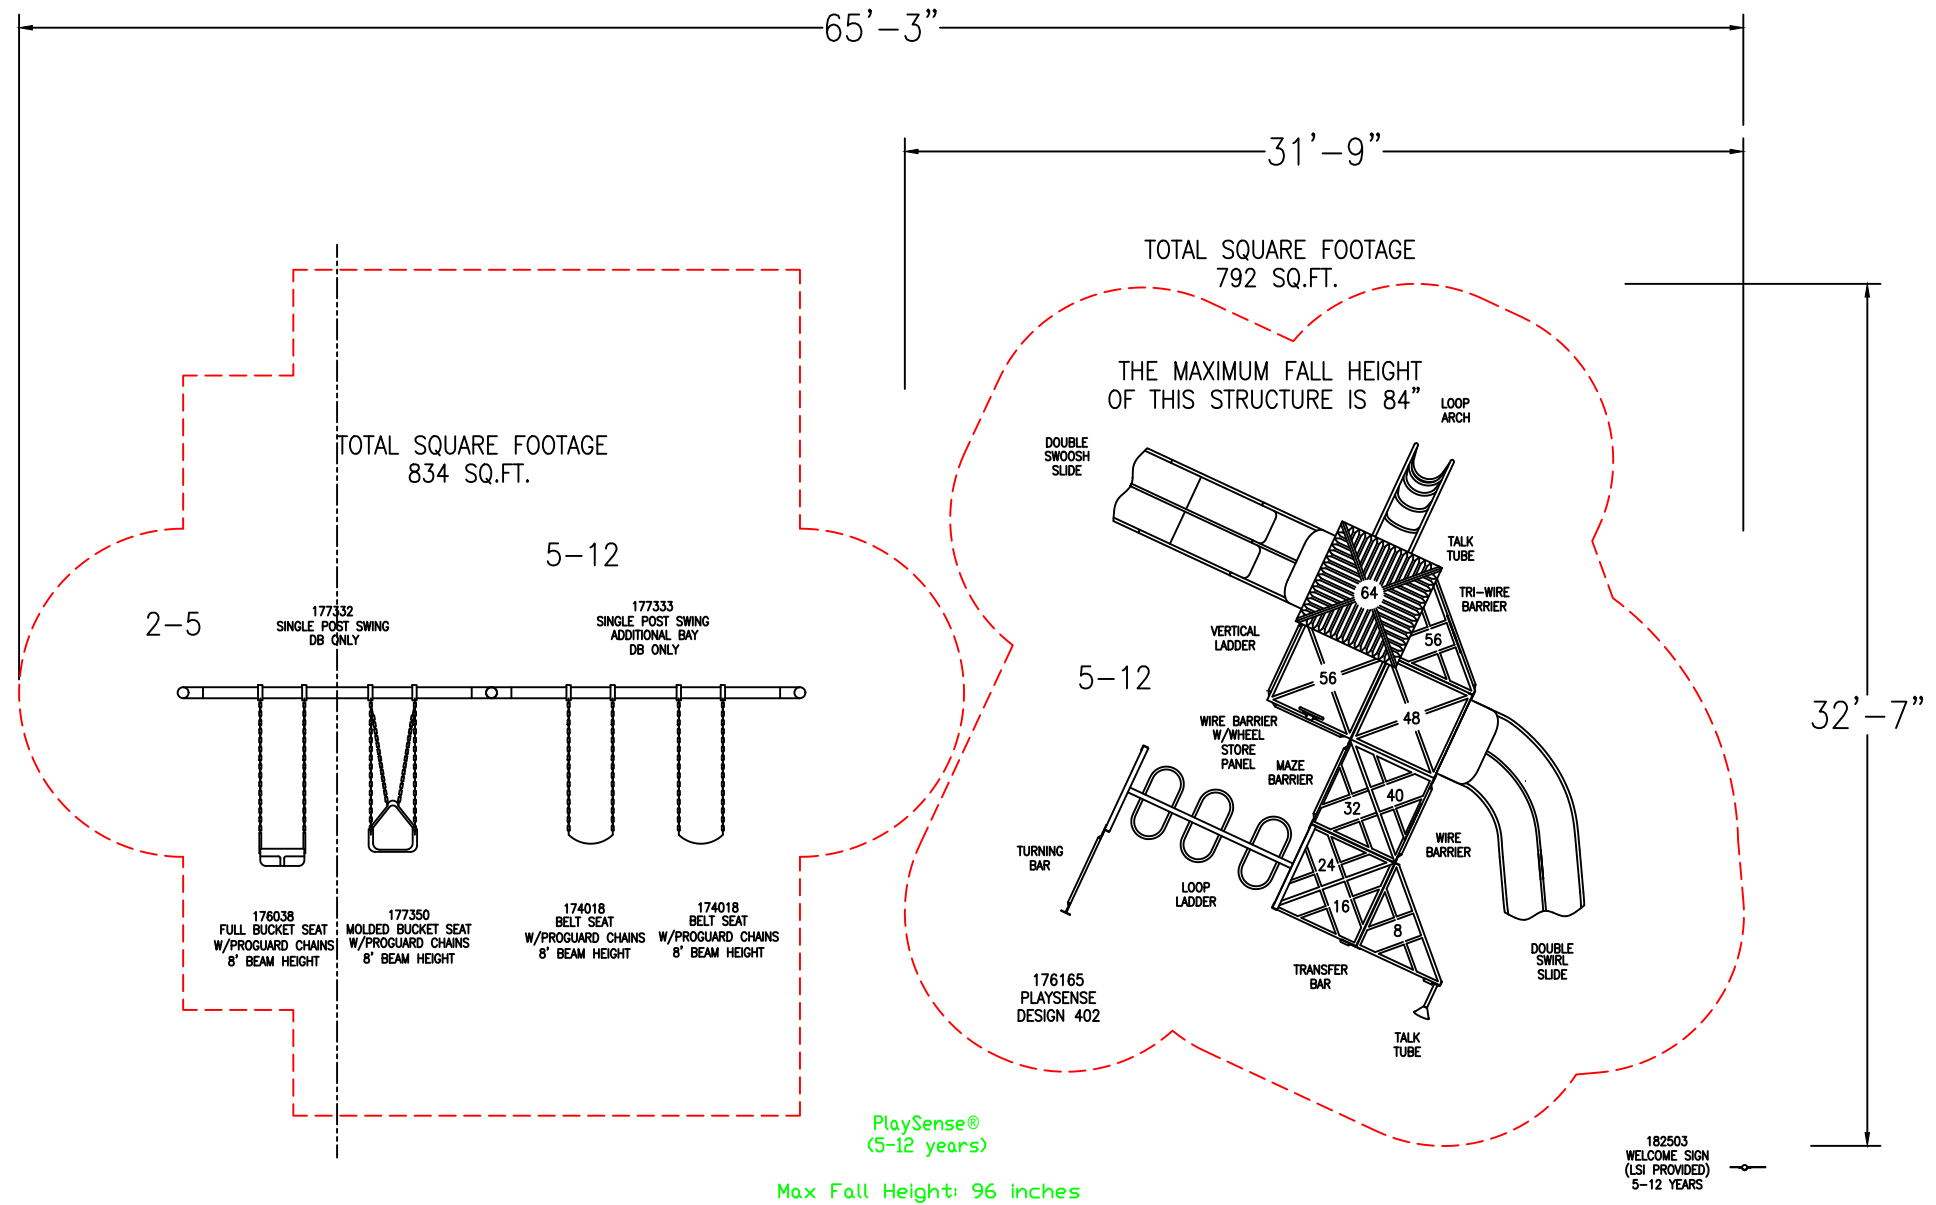 65'-3"
31'-9"
TOTAL SQUARE FOOTAGE
792 SQ.FT.
THE MAXIMUM FALL HEIGHT
OF THIS STRUCTURE IS 84"
LOOP
ARCH
DOUBLE
SWOOSH
SLIDE
TOTAL SQUARE FOOTAGE
834 SQ.FT.
5-12
2-5
177332
SINGLE POST SWING
DB ONLY
177333
SINGLE POST SWING
ADDITIONAL BAY
DB ONLY
TALK
TUBE
TRI-WIRE
BARRIER
64
56
VERTICAL
LADDER
56
5-12
48
32'-7"
WIRE BARRIER
W/WHEEL
STORE
PANEL
MAZE
BARRIER
40
32
WIRE
BARRIER
TURNING
BAR
LOOP
LADDER
24
16
8
176038
FULL BUCKET SEAT
W/PROGUARD CHAINS
8' BEAM HEIGHT
177350
MOLDED BUCKET SEAT
W/PROGUARD CHAINS
8' BEAM HEIGHT
174018
BELT SEAT
W/PROGUARD CHAINS
8' BEAM HEIGHT
174018
BELT SEAT
W/PROGUARD CHAINS
8' BEAM HEIGHT
DOUBLE
SWIRL
SLIDE
TRANSFER
BAR
176165
PLAYSENSE
DESIGN 402
TALK
TUBE
PlaySense®
(5-12 years)
Max Fall Height: 96 inches
182503
WELCOME SIGN
(LSI PROVIDED)
5-12 YEARS